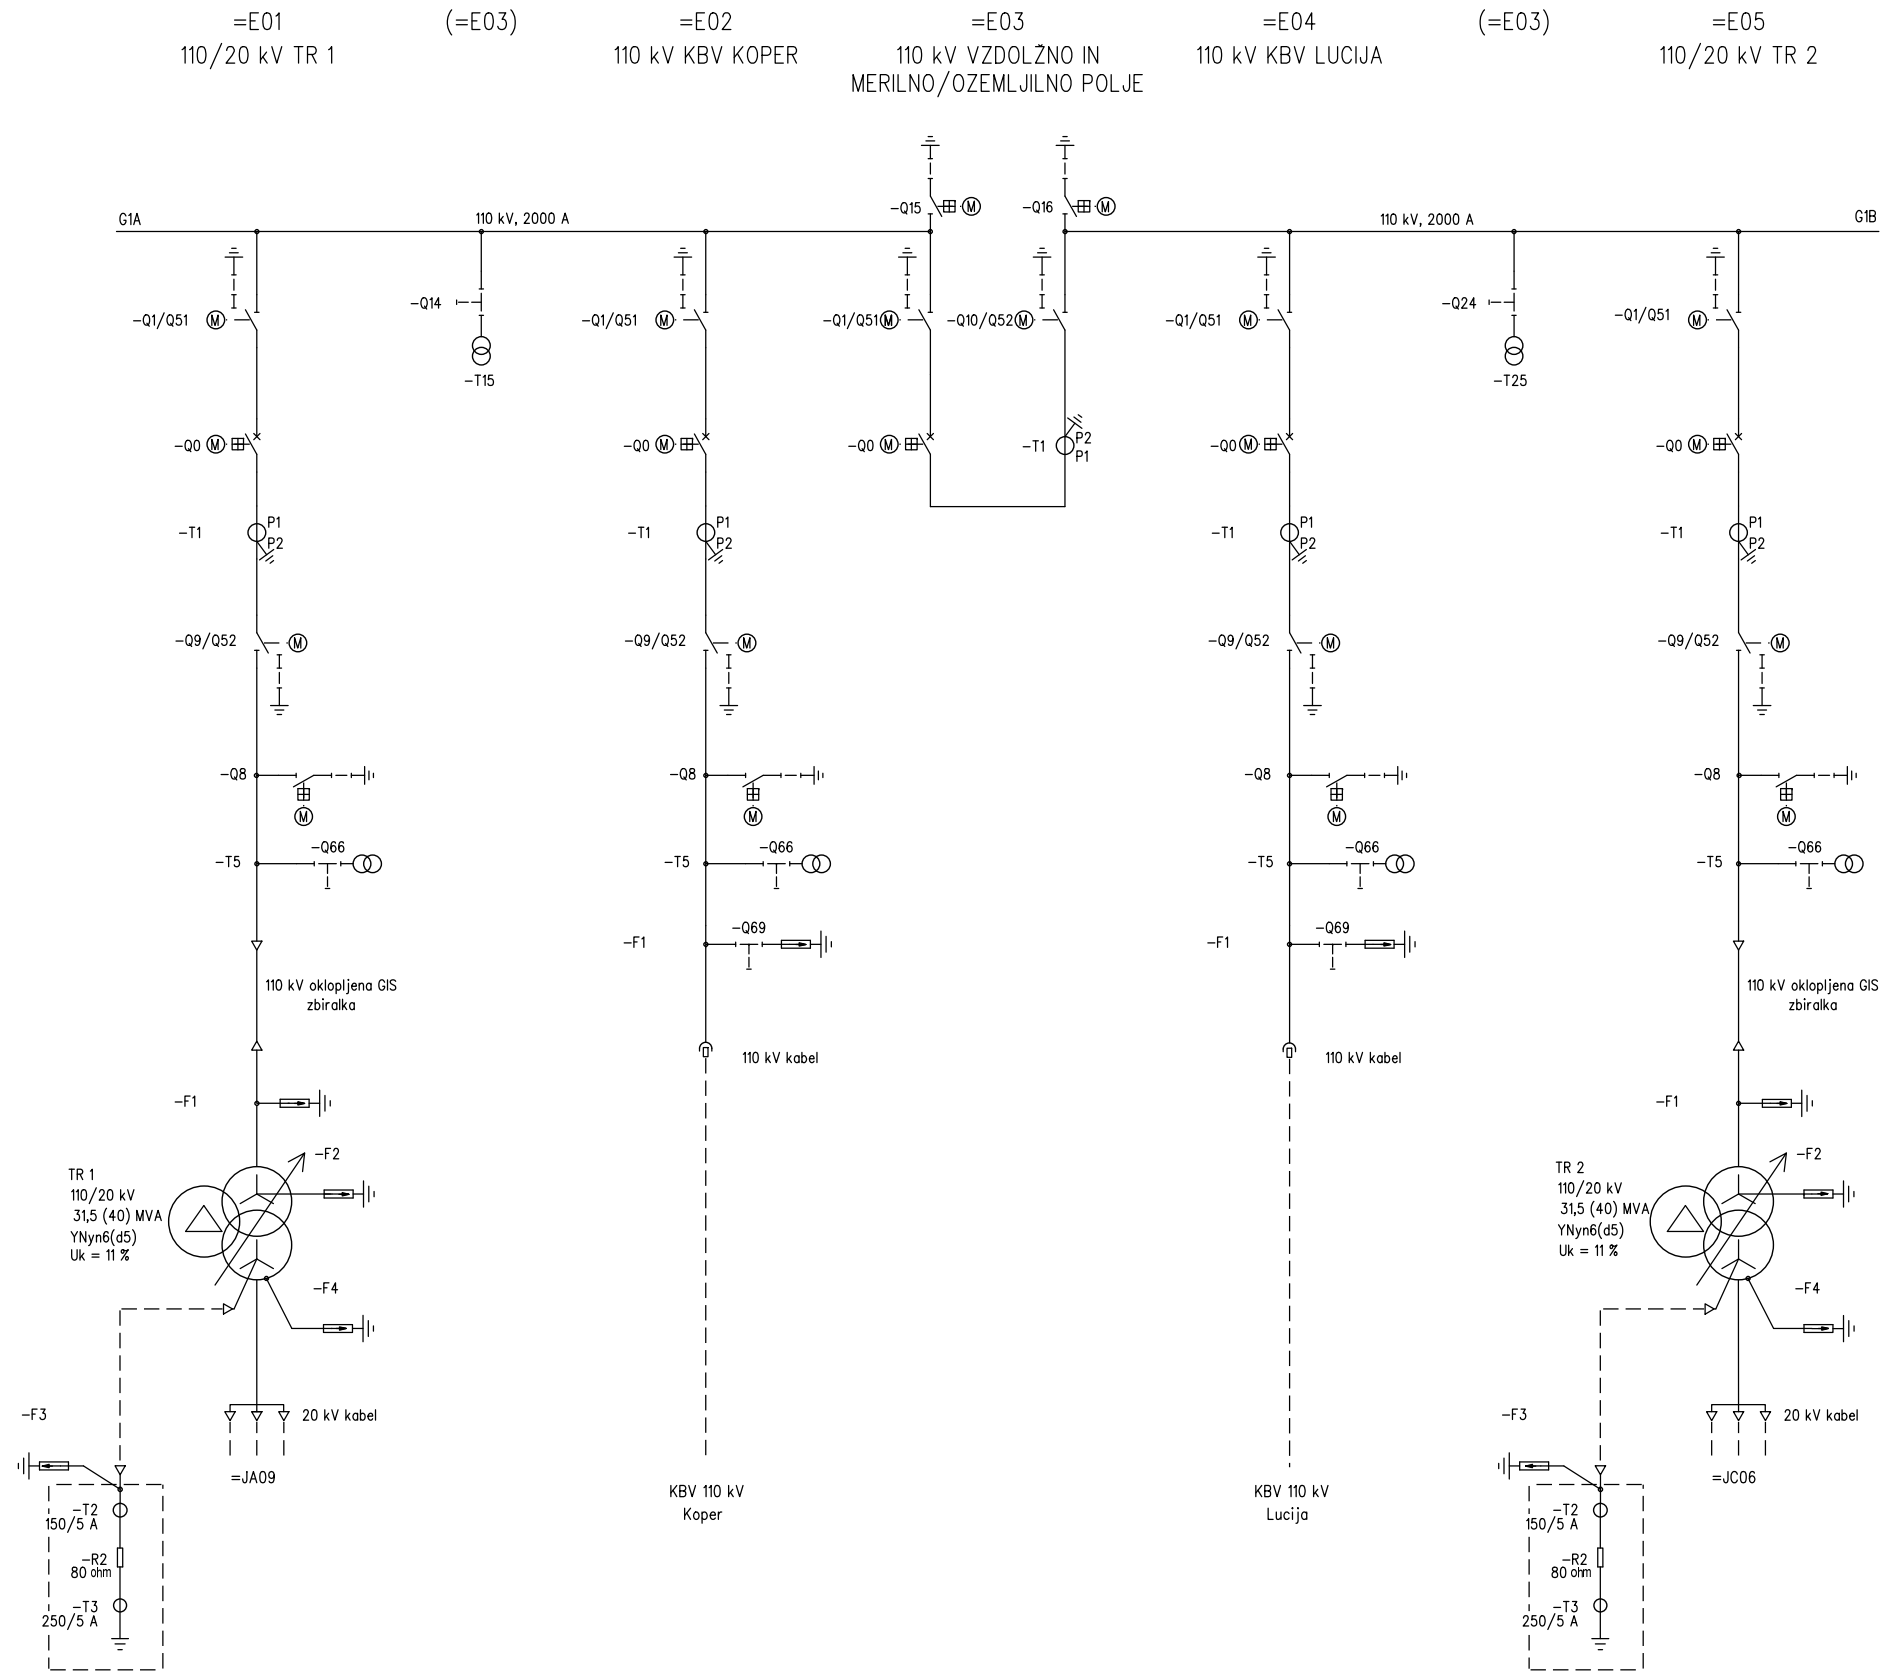 =E01
110/20 kV TR 1
(=E03)
=E02
110 kV KBV KOPER
=E03
110 kV VZDOLŽNO IN
MERILNO/OZEMLJILNO POLJE
=E04
110 kV KBV LUCIJA
(=E03)
=E05
110/20 kV TR 2
-Q15
M
-Q16
M
G1A
110 kV, 2000 A
110 kV, 2000 A
G1B
-Q1/Q51
M
-Q14
-T15
-Q1/Q51
M
-Q1/Q51
M
-Q10/Q52
M
-Q1/Q51
M
-Q24
-T25
-Q1/Q51
M
-Q0
M
-Q0
M
-Q0
M
-T1
P2
P1
-Q0
M
-Q0
M
-T1
P1
P2
-T1
P1
P2
-T1
P1
P2
-T1
P1
P2
-Q9/Q52
M
-Q9/Q52
M
-Q9/Q52
M
-Q9/Q52
M
-Q8
M
-Q8
M
-Q8
M
-Q8
M
-T5
-Q66
-T5
-Q66
-T5
-Q66
-T5
-Q66
-F1
-Q69
-F1
-Q69
110 kV oklopljena GIS
zbiralka
110 kV oklopljena GIS
zbiralka
110 kV kabel
110 kV kabel
-F1
-F1
-F2
-F2
TR 1
110/20 kV
31,5 (40) MVA
YNyn6(d5)
Uk = 11 %
TR 2
110/20 kV
31,5 (40) MVA
YNyn6(d5)
Uk = 11 %
-F4
-F4
-F3
20 kV kabel
=JA09
-F3
20 kV kabel
=JC06
KBV 110 kV
Koper
KBV 110 kV
Lucija
-T2
150/5 A
-R2
80 ohm
-T3
250/5 A
-T2
150/5 A
-R2
80 ohm
-T3
250/5 A